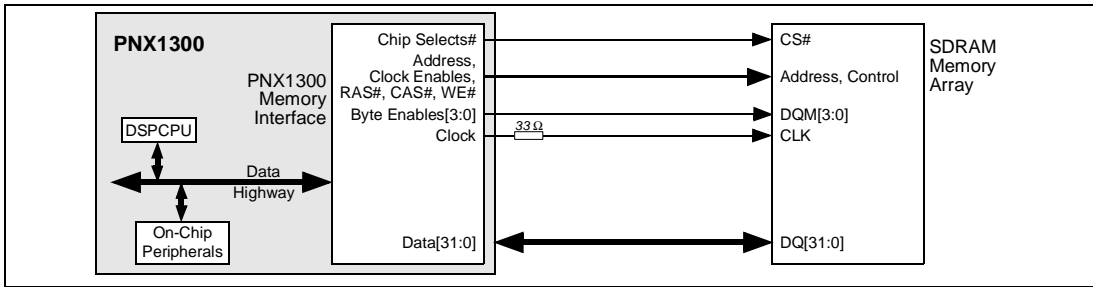 PNX1300
DSPCPU
Data
Highway
On-Chip
Peripherals
PNX1300
Memory
Interface
Chip Selects#
Address,
Clock Enables,
RAS#, CAS#, WE#
Byte Enables[3:0]
Clock
Data[31:0]
33 Ω
CS#
Address, Control
DQM[3:0]
CLK
DQ[31:0]
SDRAM
Memory
Array